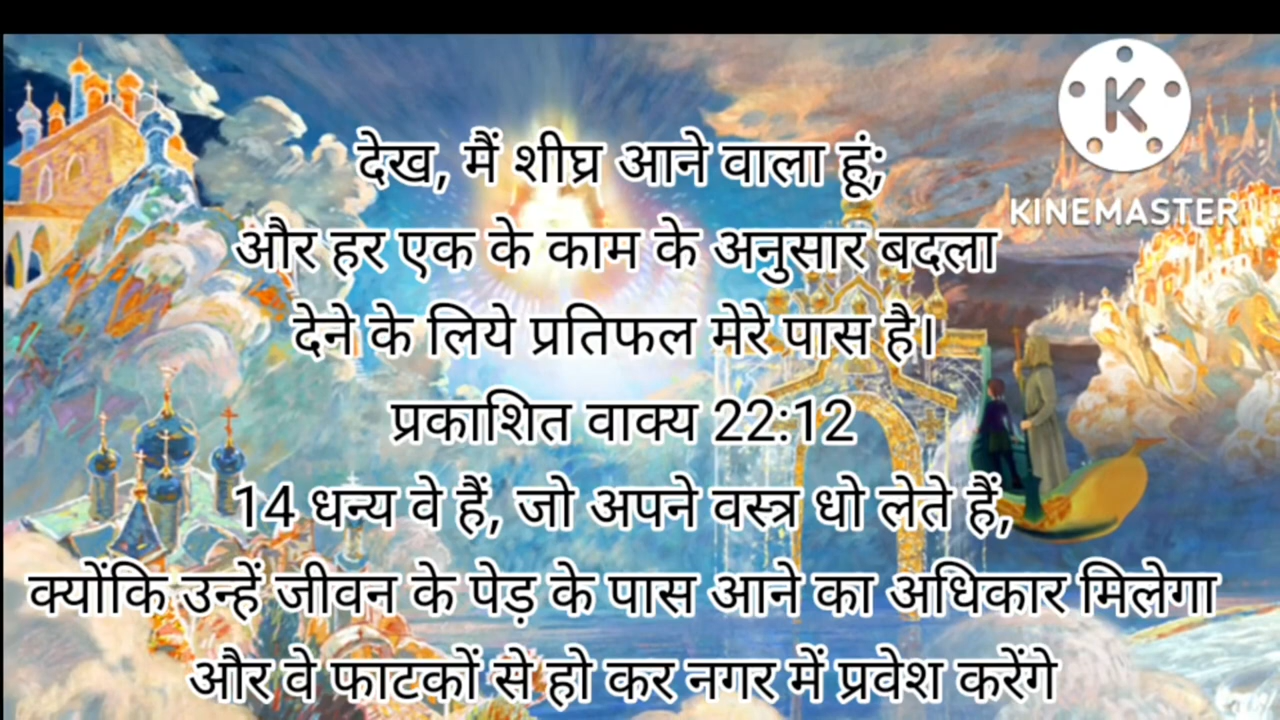 K
KINEMASTER
देख, मैं शीघ्र आने वाला हूं;
और हर एक के काम के अनुसार बदला
देने के लिये प्रतिफल मेरे पास है।
प्रकाशित वाक्य 22:12
14 धन्य वे हैं, जो अपने वस्त्र धो लेते हैं,
क्योंकि उन्हें जीवन के पेड़ के पास आने का अधिकार मिलेगा
और वे फाटकों से हो कर नगर में प्रवेश करेंगे